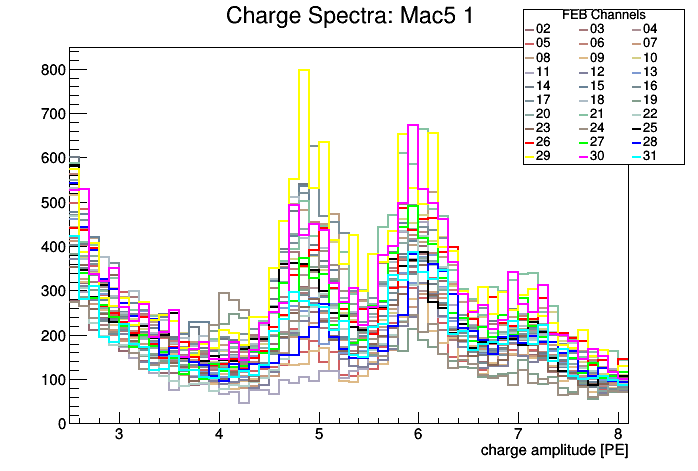 Charge Spectra: Mac5 1
FEB Channels
02 03 04
05 06 07
08 09 10
11 12 13
14 15 16
17 18 19
20 21 22
23 24 25
26 27 28
29 30 31
800
700
600
500
400
300
200
100
0
3 4 5 6 7 8
charge amplitude [PE]